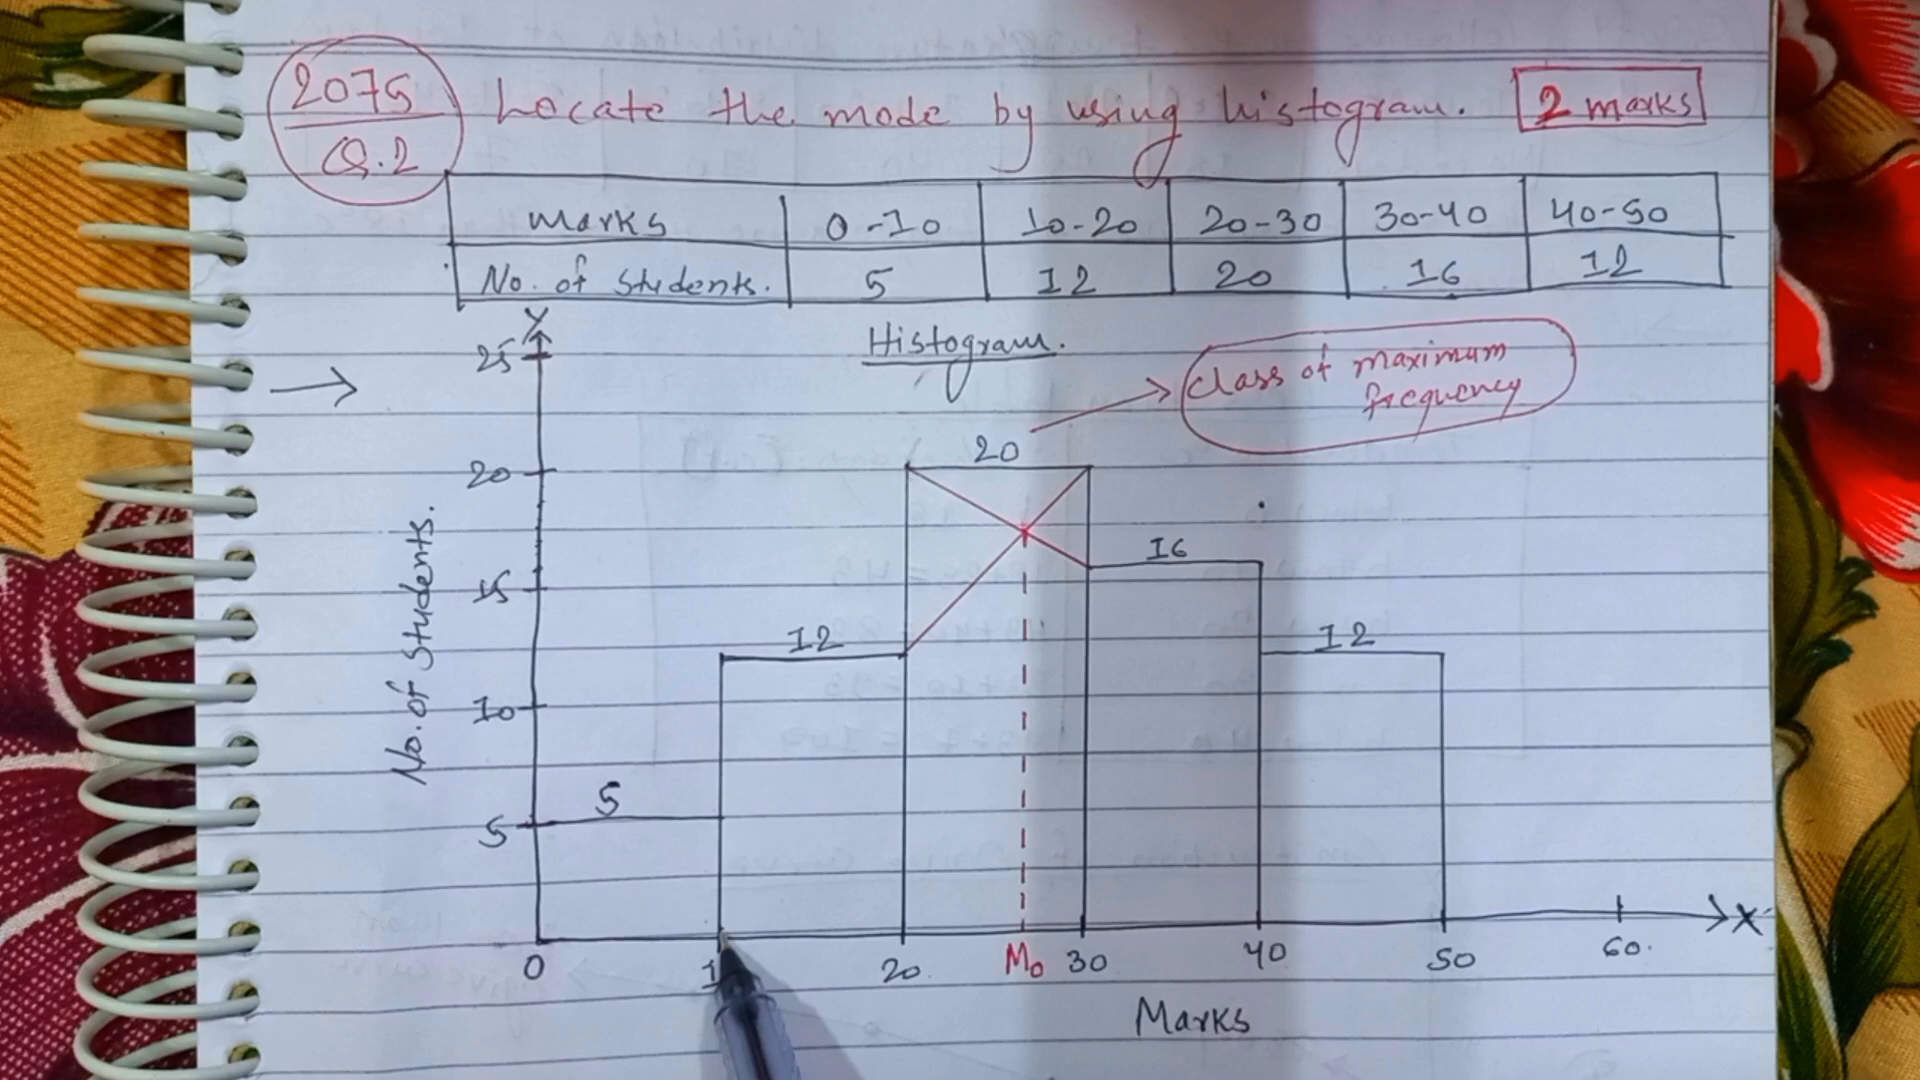 2075
Q.2
Locate the mode by using histogram.
2 marks
Marks 0-10 10-20 20-30 30-40 40-50
No. of Students. 5 12 20 16 12
Histogram.
Class of maximum
frequency
Y
25
20
15
10
5
No. of Students.
5
12
20
16
12
0 1 20 Mo 30 40 50 60
X
Marks